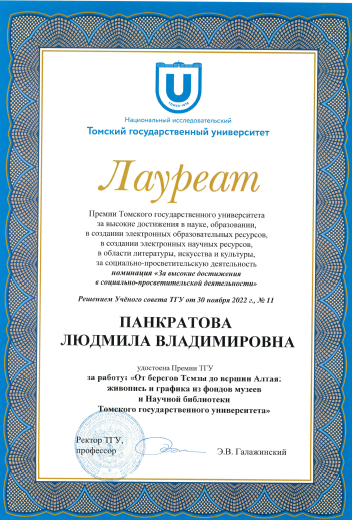 Национальный исследовательский
Томский государственный университет
Лауреат
Премии Томского государственного университета
за высокие достижения в науке, образовании,
в создании электронных образовательных ресурсов,
в создании электронных научных ресурсов,
в области литературы, искусства и культуры,
за социально-просветительскую деятельность
номинация «За высокие достижения
в социально-просветительской деятельности»
Решением Учёного совета ТГУ от 30 ноября 2022 г., № 11
ПАНКРАТОВА
ЛЮДМИЛА ВЛАДИМИРОВНА
удостоена Премии ТГУ
за работу: «От берегов Темзы до вершин Алтая:
живопись и графика из фондов музеев
и Научной библиотеки
Томского государственного университета»
Ректор ТГУ,
профессор
Э.В. Галажинский